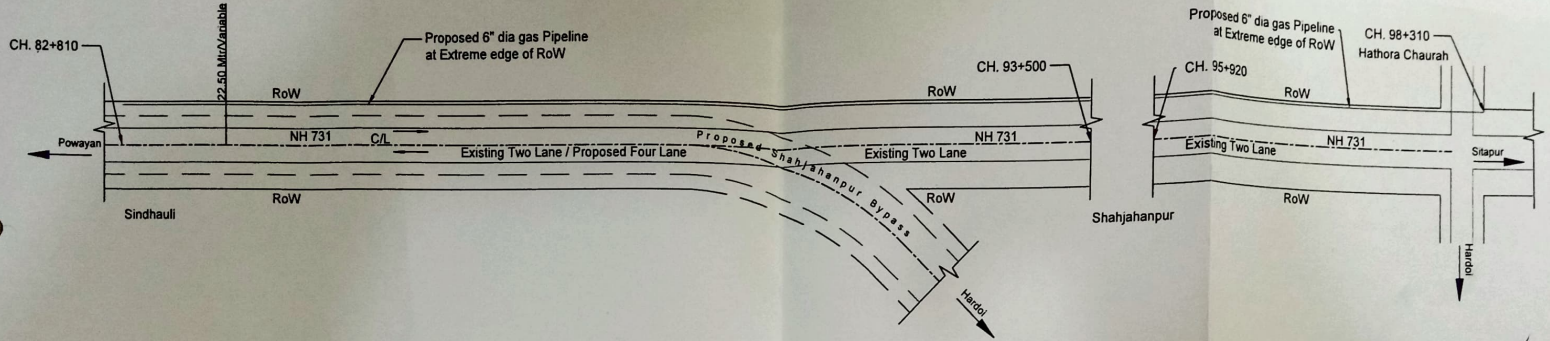 CH. 82+810
22.50 Mtr/Variable
Proposed 6" dia gas Pipeline
at Extreme edge of RoW
RoW
RoW
CH. 93+500
CH. 95+920
Proposed 6" dia gas Pipeline
at Extreme edge of RoW
RoW
CH. 98+310
Hathora Chaurah
Powayan
NH 731
C/L
Existing Two Lane / Proposed Four Lane
Proposed Shahjahanpur Bypass
NH 731
Existing Two Lane
NH 731
Existing Two Lane
Sitapur
RoW
RoW
RoW
Sindhauli
Shahjahanpur
Hardoi
Hardoi